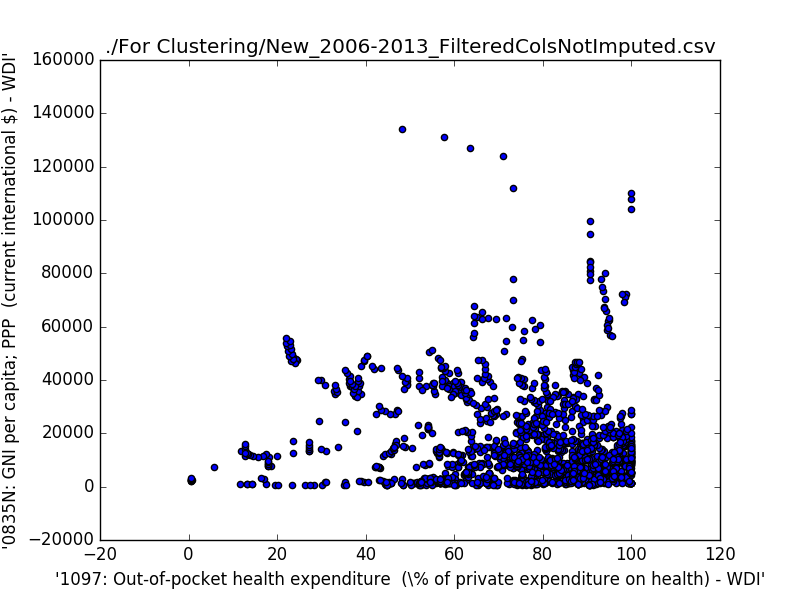 ./For Clustering/New_2006-2013_FilteredColsNotImputed.csv
160000
140000
120000
100000
80000
60000
40000
20000
0
−20000
'0835N: GNI per capita; PPP  (current international $) - WDI'
−20 0 20 40 60 80 100 120
'1097: Out-of-pocket health expenditure  (\% of private expenditure on health) - WDI'